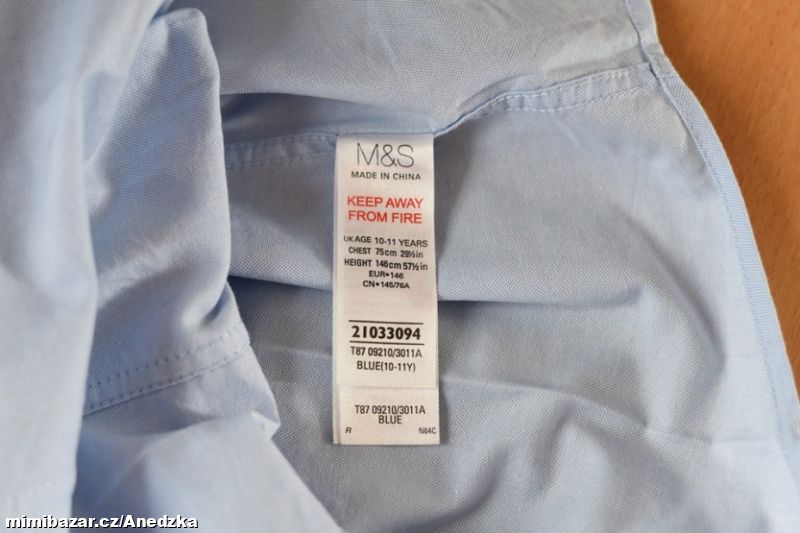 M&S
MADE IN CHINA
KEEP AWAY
FROM FIRE
UK AGE 10-11 YEARS
CHEST 75cm 29½in
HEIGHT 146cm 57½in
EUR•146
CN•145/76A
21033094
T87 09210/3011A
BLUE(10-11Y)
T87 09210/3011A
BLUE
R N64C
mimibazar.cz/Anedzka